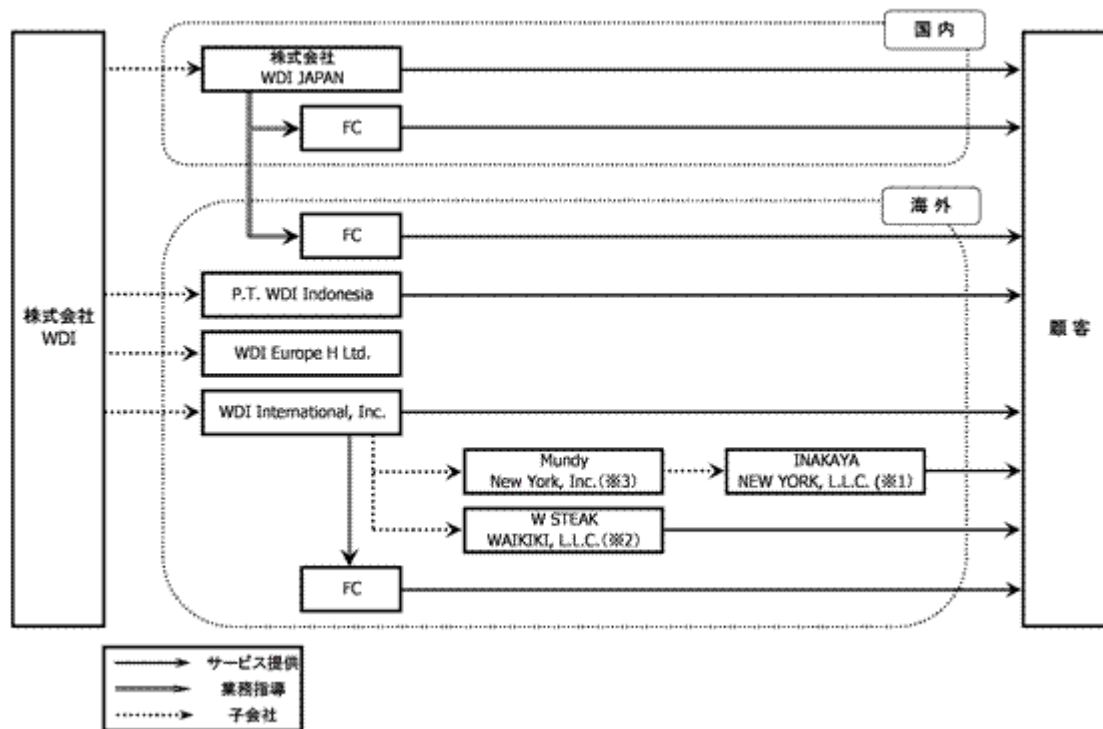 国内
株式会社
WDI JAPAN
FC
海外
FC
P.T. WDI Indonesia
株式会社
WDI
顧客
WDI Europe H Ltd.
WDI International, Inc.
Mundy
New York, Inc.(※3)
INAKAYA
NEW YORK, L.L.C. (※1)
W STEAK
WAIKIKI, L.L.C.(※2)
FC
サービス提供
業務指導
子会社